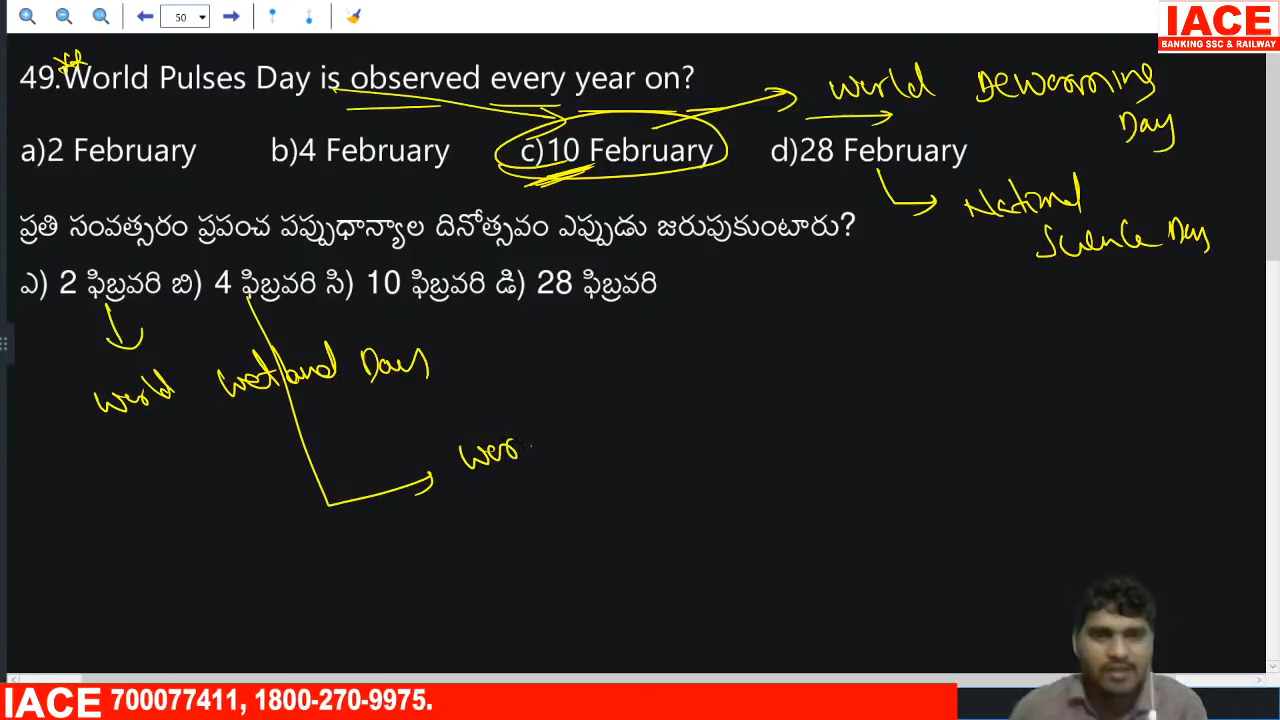 50
IACE
BANKING SSC & RAILWAY
49.World Pulses Day is observed every year on?
World Deworming
Day
a)2 February b)4 February c)10 February d)28 February
National
Science Day
ప్రతి సంవత్సరం ప్రపంచ పప్పుధాన్యాల దినోత్సవం ఎప్పుడు జరుపుకుంటారు?
ఎ) 2 ఫిబ్రవరి బి) 4 ఫిబ్రవరి సి) 10 ఫిబ్రవరి డి) 28 ఫిబ్రవరి
World Wetland Day
Wor
IACE 700077411, 1800-270-9975.